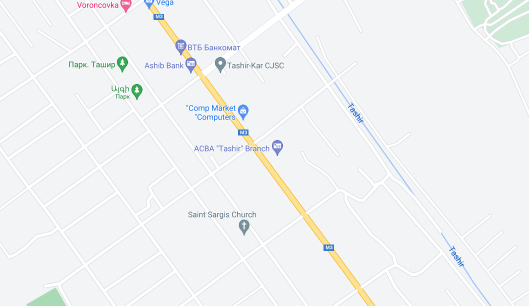 Voroncovka
Vega
M3
ВТБ Банкомат
Парк. Ташир
Ashib Bank
Tashir-Kar CJSC
Այգի
Парк
"Comp Market
"Computers
Tashir
M3
ACBA "Tashir" Branch
Saint Sargis Church
M3
Tashir